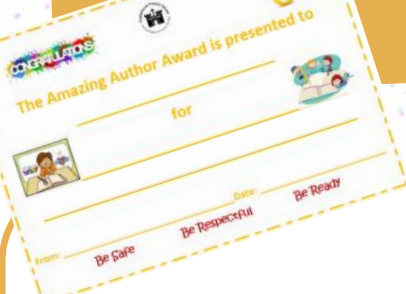 CONGRATULATIONS
The Amazing Author Award is presented to
for
Date:
From:
Be Safe
Be Respectful
Be Ready